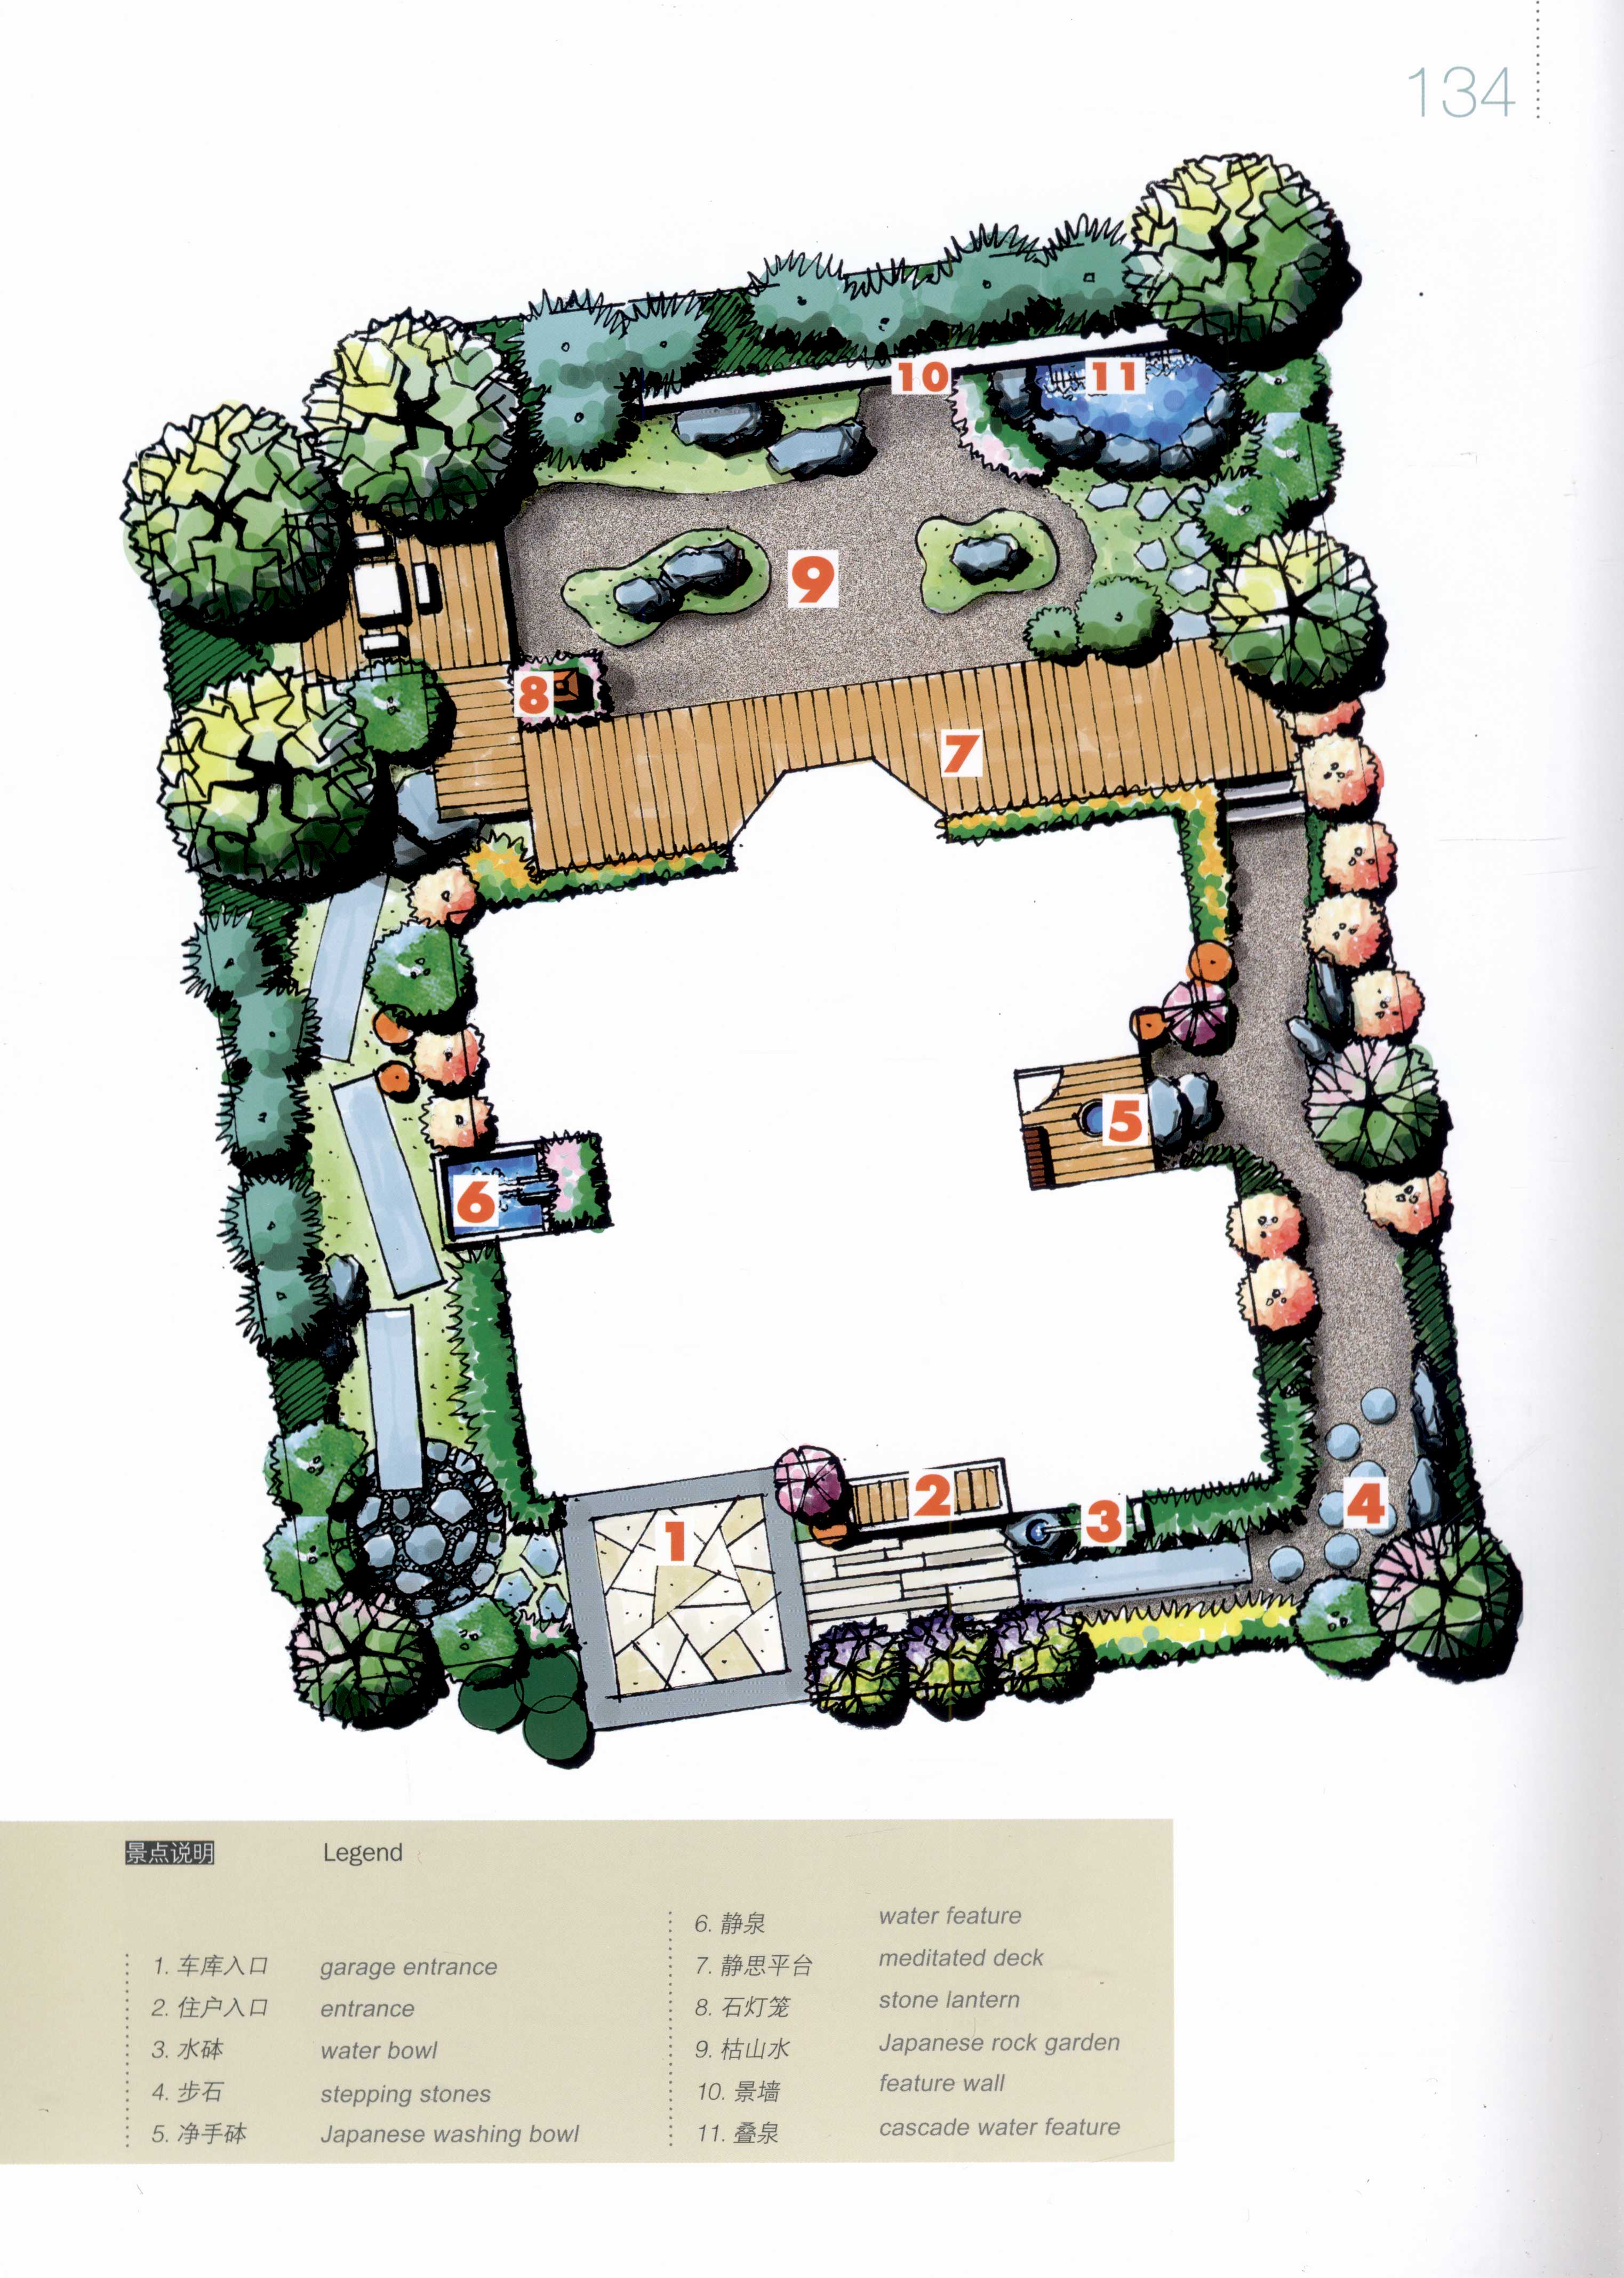 134
10
11
9
8
7
5
6
2
3
4
1
景点说明 Legend
1. 车库入口 garage entrance
2. 住户入口 entrance
3. 水砵 water bowl
4. 步石 stepping stones
5. 净手砵 Japanese washing bowl
6. 静泉 water feature
7. 静思平台 meditated deck
8. 石灯笼 stone lantern
9. 枯山水 Japanese rock garden
10. 景墙 feature wall
11. 叠泉 cascade water feature